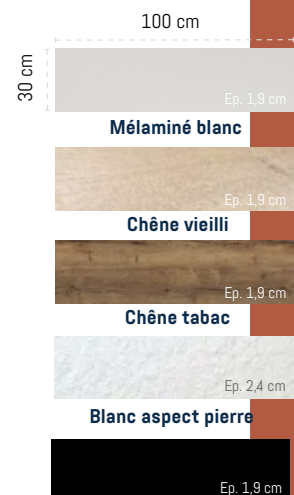 100 cm
30 cm
Ep. 1,9 cm
Mélaminé blanc
Ep. 1,9 cm
Chêne vieilli
Ep. 1,9 cm
Chêne tabac
Ep. 2,4 cm
Blanc aspect pierre
Ep. 1,9 cm